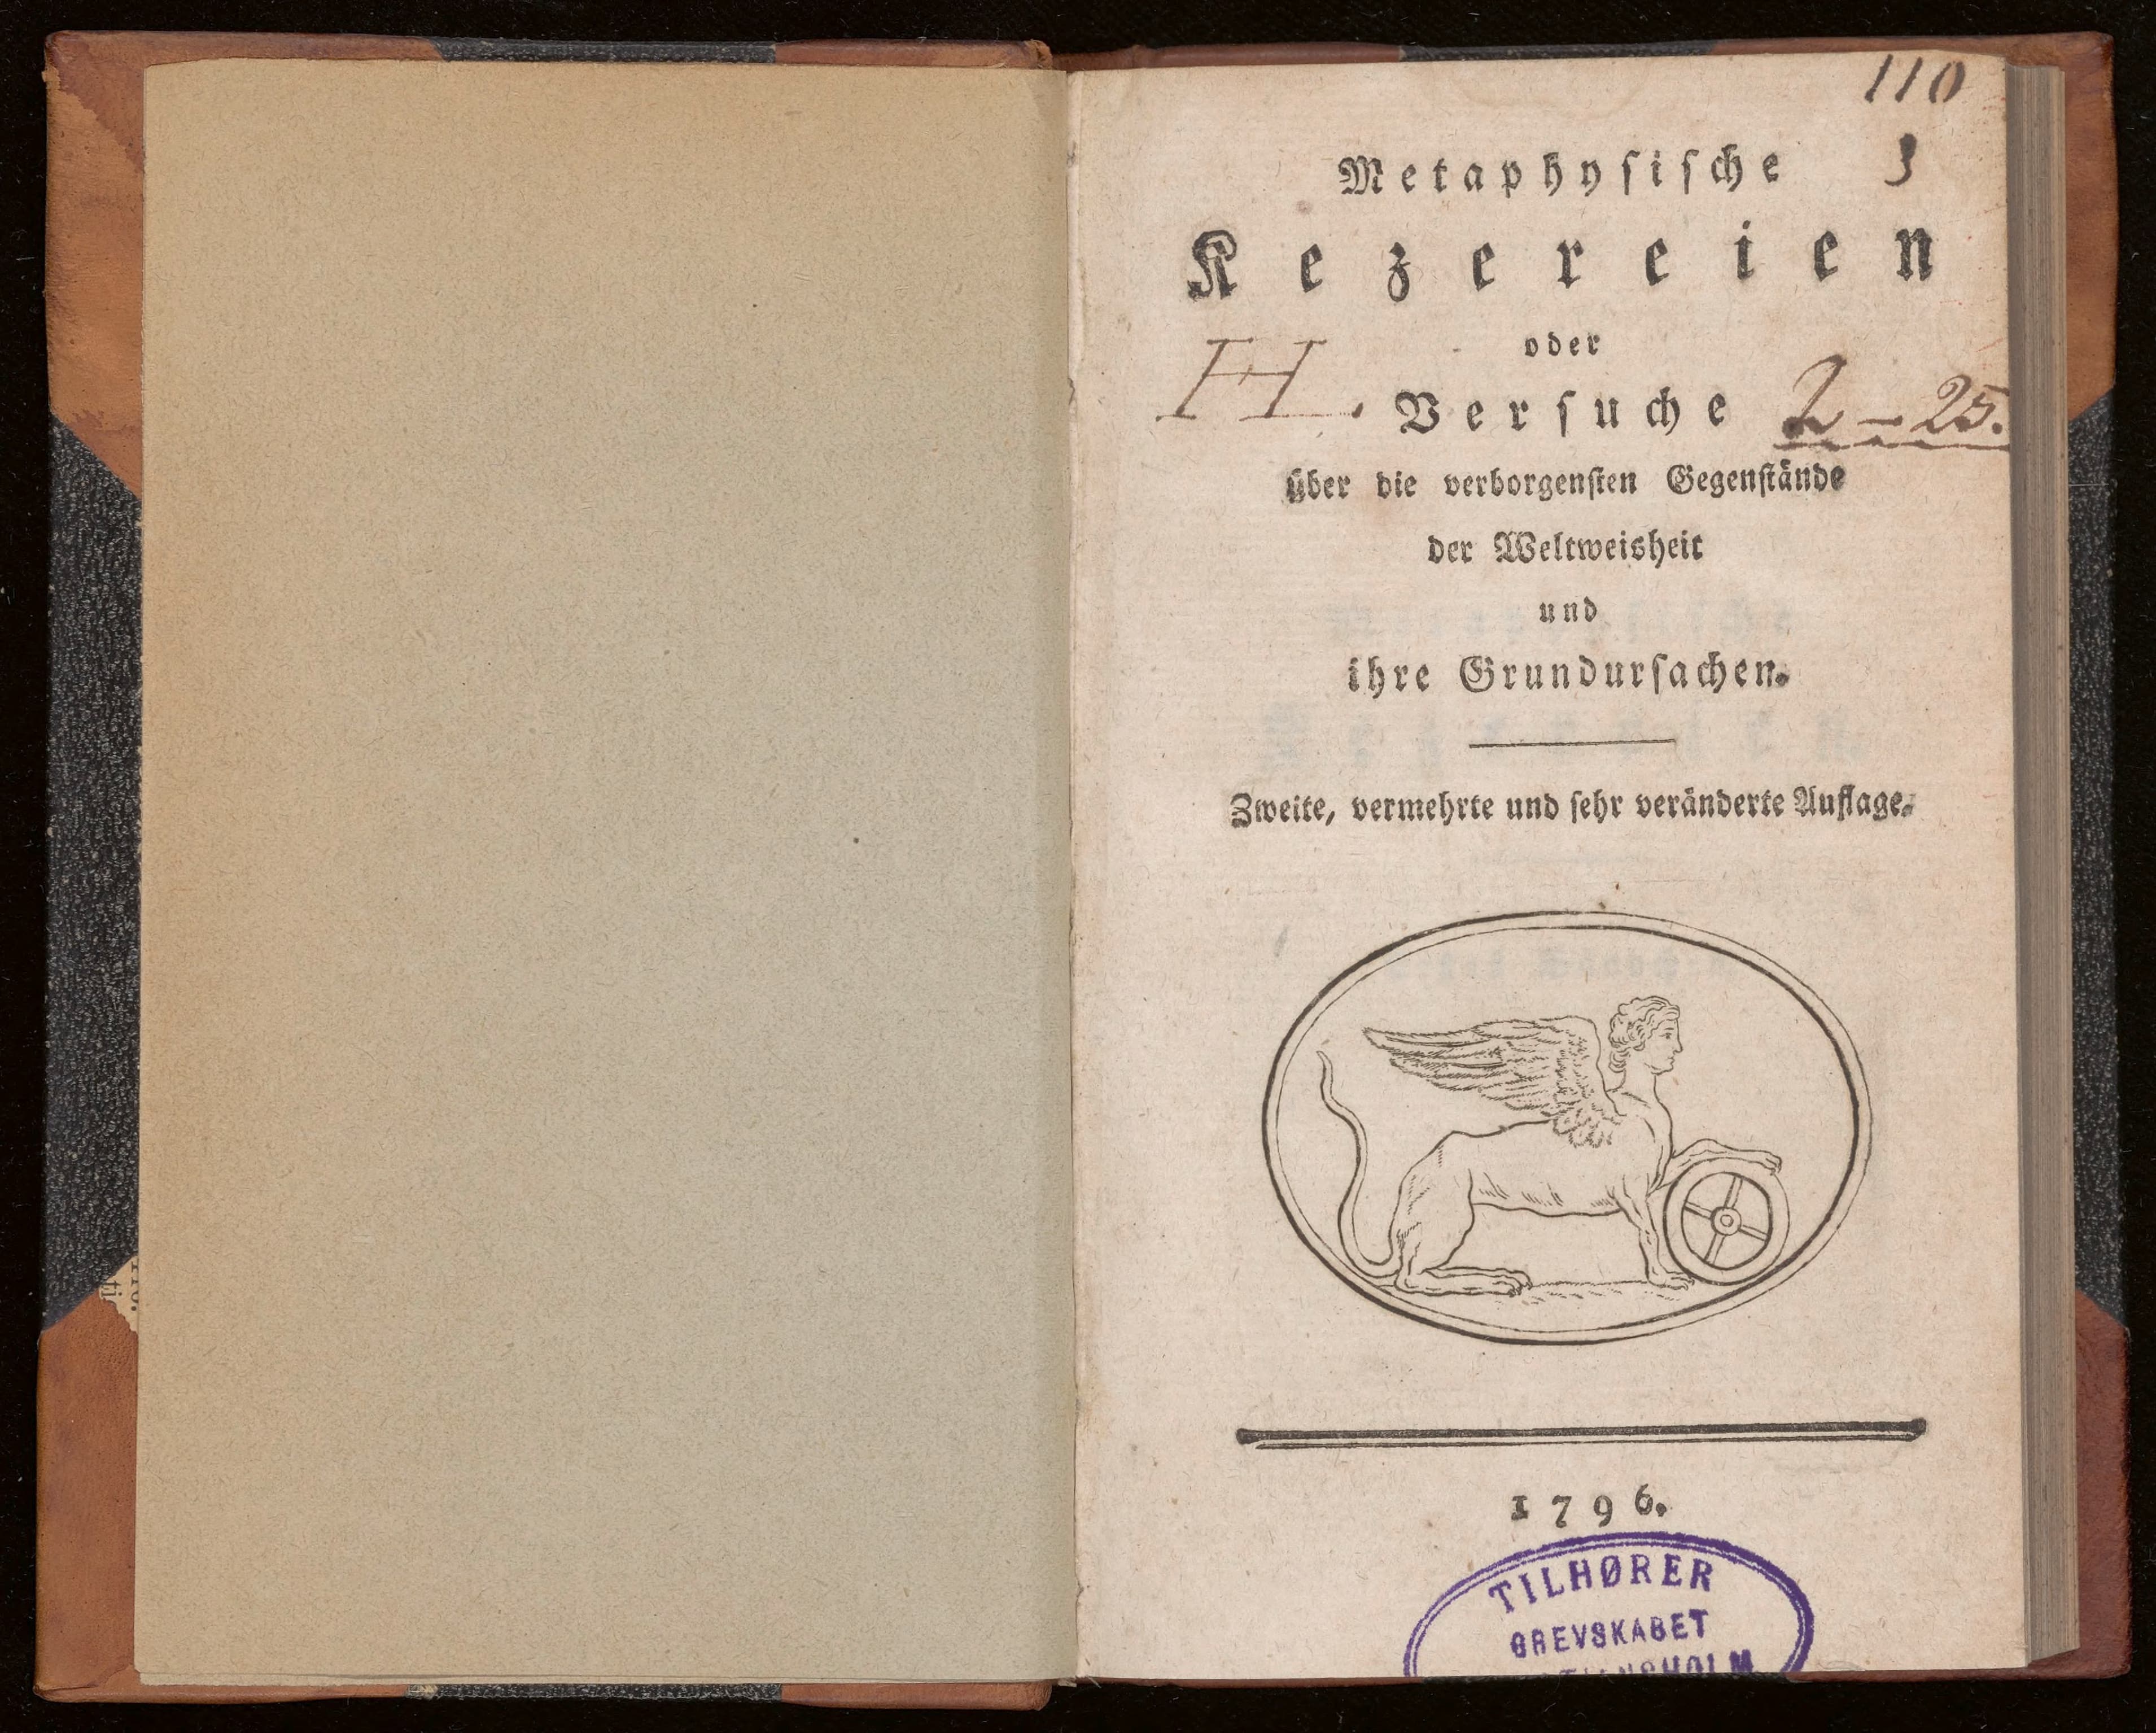 110
3
Metaphysische
Kezereien
oder
H.
Versuche
2 – 25.
über die verborgensten Gegenstände
der Weltweisheit
und
ihre Grundursachen.
Zweite, vermehrte und sehr veränderte Auflage.
1796.
TILHØRER
GREVSKABET